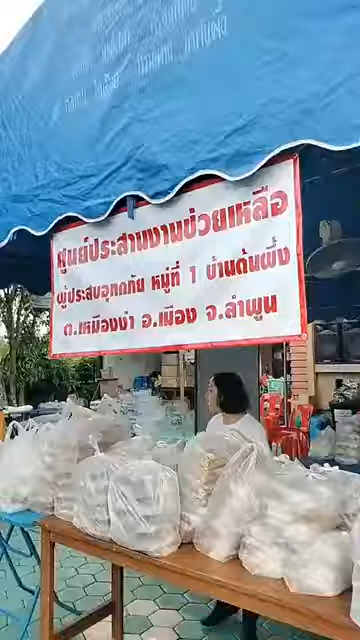 ศูนย์ประสานงานช่วยเหลือ
ผู้ประสบอุทกภัย หมู่ที่ 1 บ้านต้นผึ้ง
ต.เหมืองง่า อ.เมือง จ.ลำพูน